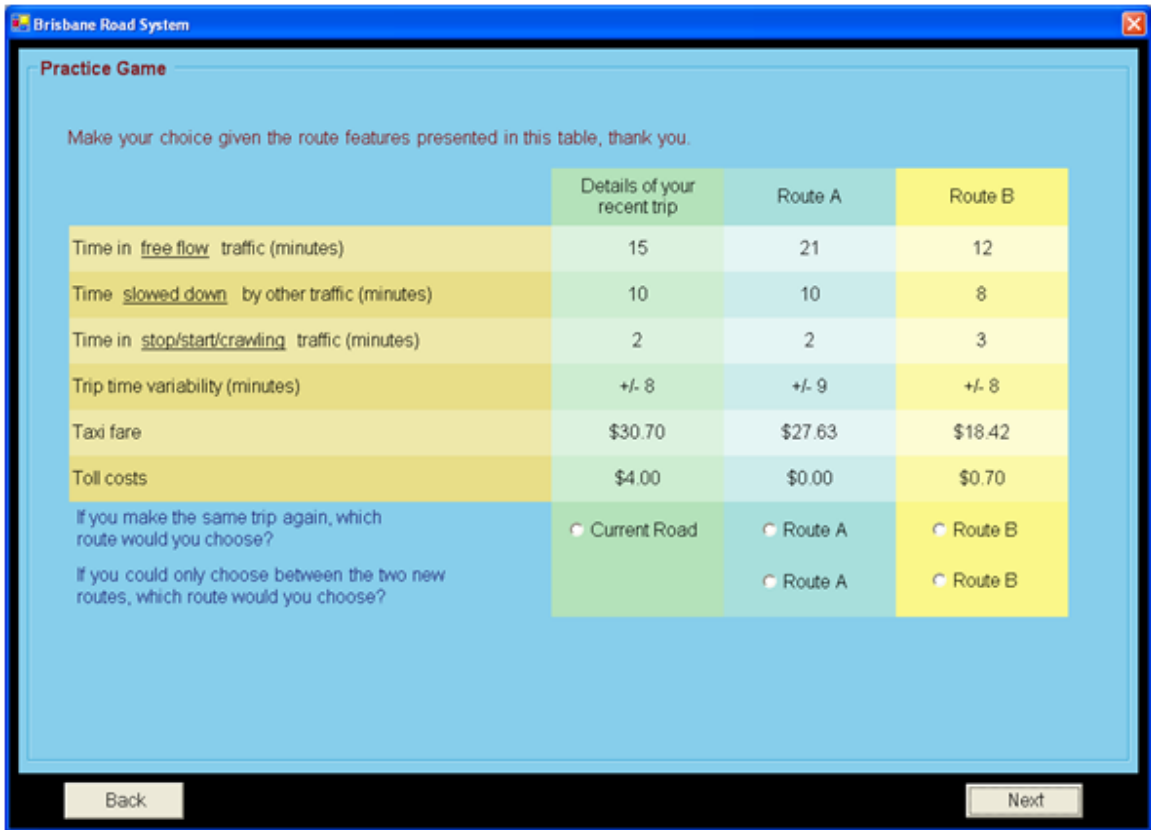 Brisbane Road System
Practice Game
Make your choice given the route features presented in this table, thank you.
Details of your
recent trip
Route A
Route B
Time in free flow traffic (minutes) 15 21 12
Time slowed down by other traffic (minutes) 10 10 8
Time in stop/start/crawling traffic (minutes) 2 2 3
Trip time variability (minutes) +/- 8 +/- 9 +/- 8
Taxi fare $30.70 $27.63 $18.42
Toll costs $4.00 $0.00 $0.70
If you make the same trip again, which
route would you choose?
Current Road Route A Route B
If you could only choose between the two new
routes, which route would you choose?
Route A Route B
Back Next